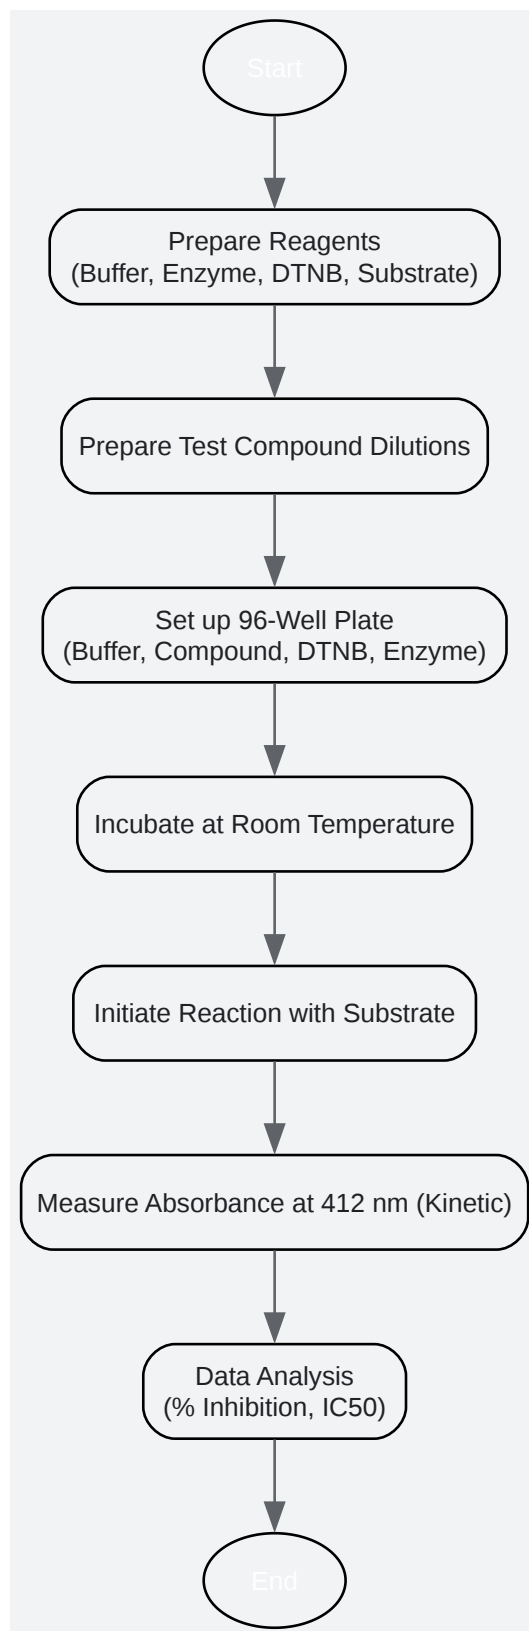 Start
Prepare Reagents
(Buffer, Enzyme, DTNB, Substrate)
Prepare Test Compound Dilutions
Set up 96-Well Plate
(Buffer, Compound, DTNB, Enzyme)
Incubate at Room Temperature
Initiate Reaction with Substrate
Measure Absorbance at 412 nm (Kinetic)
Data Analysis
(% Inhibition, IC50)
End